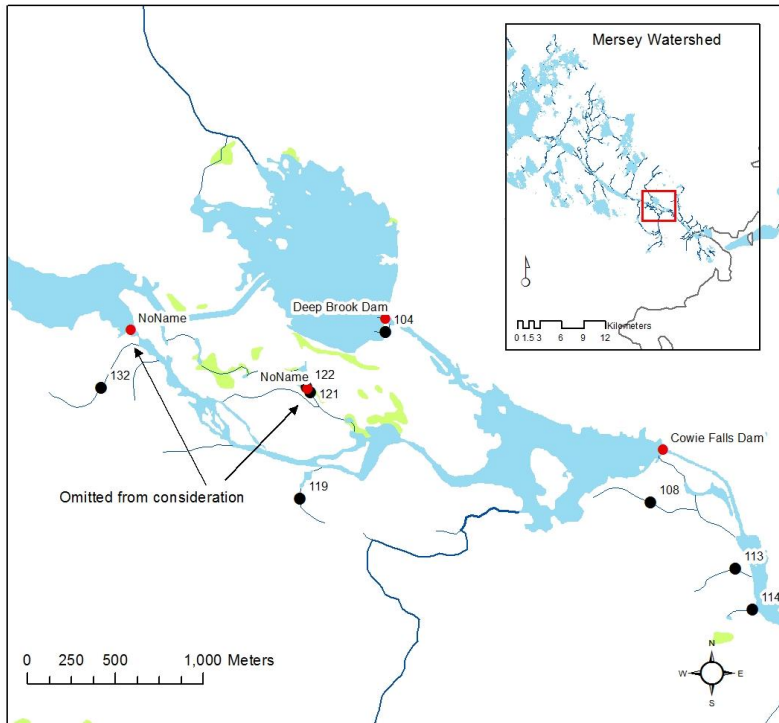 Mersey Watershed
Kilometers
0 1.5 3 6 9 12
NoName
Deep Brook Dam
104
NoName
122
121
132
Cowie Falls Dam
Omitted from consideration
119
108
113
114
0 250 500 1,000 Meters
N
W E
S